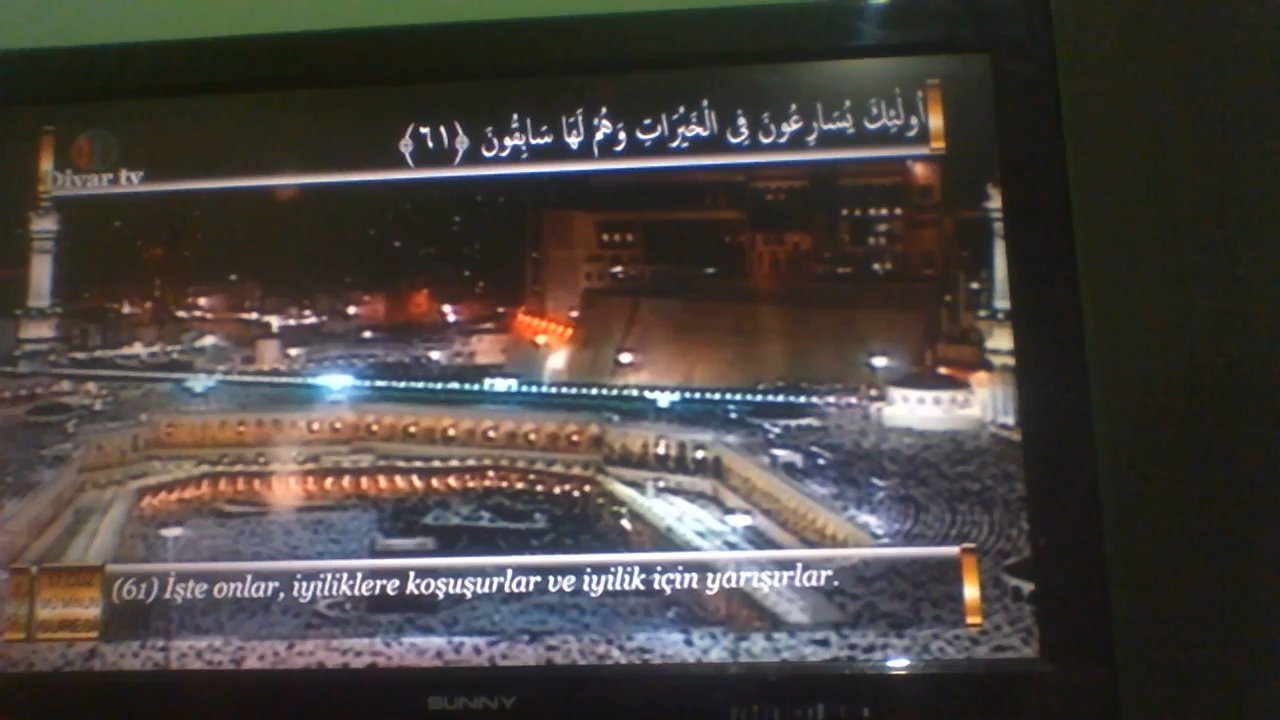 أُولَٰئِكَ يُسَارِعُونَ فِي الْخَيْرَاتِ وَهُمْ لَهَا سَابِقُونَ ﴿٦١﴾
Divar tv
(61) İşte onlar, iyiliklere koşuşurlar ve iyilik için yarışırlar.
SURESİ
SUNNY